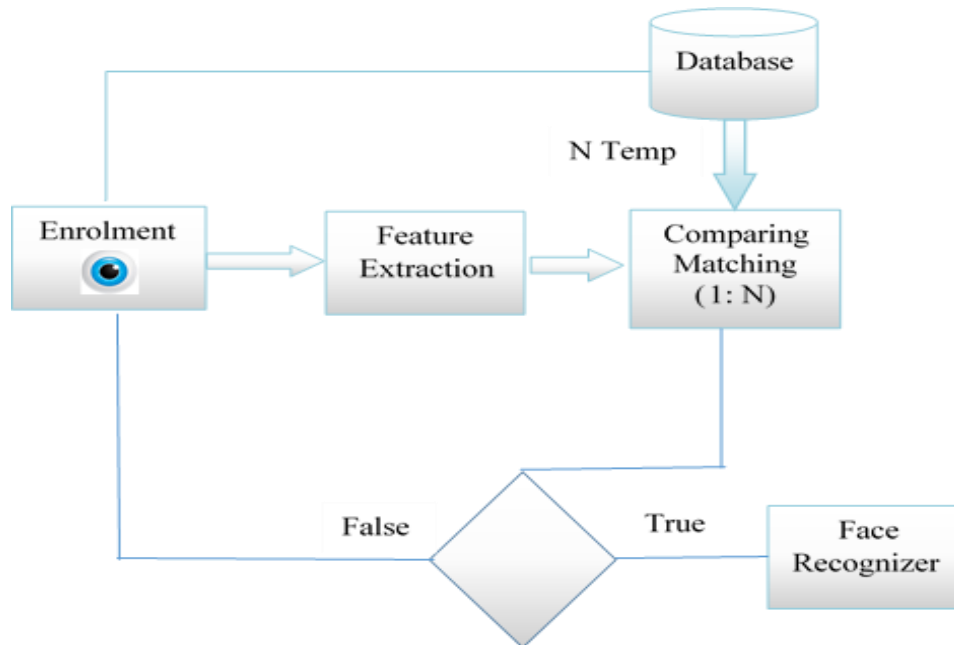 Database
N Temp
Enrolment
Feature
Extraction
Comparing
Matching
(1: N)
False
True
Face
Recognizer